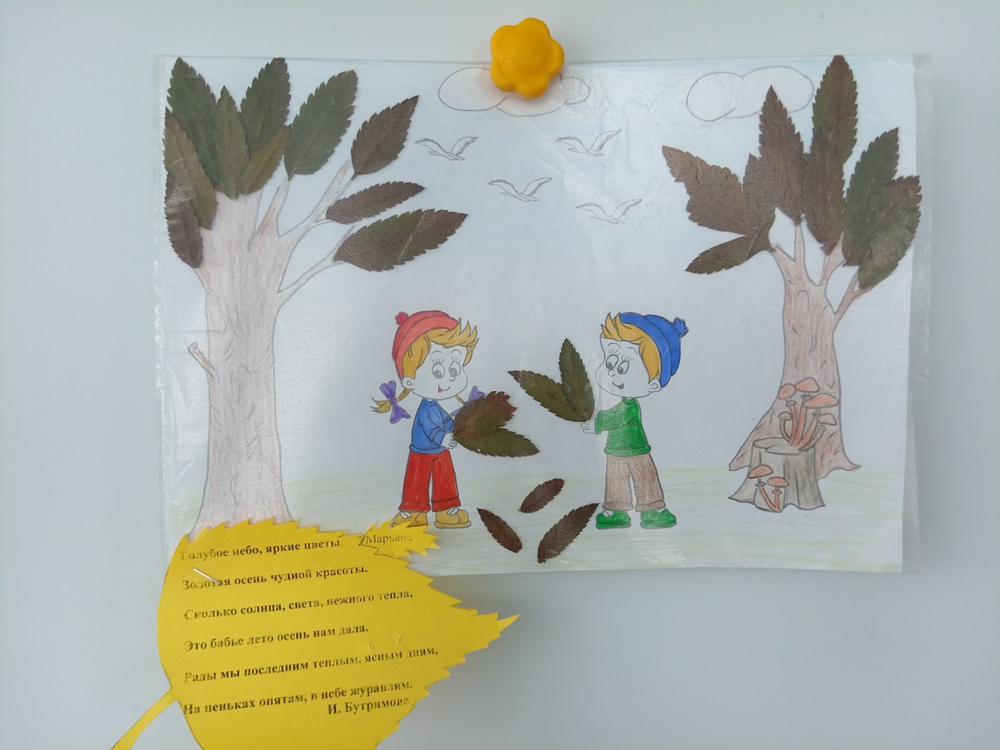 Голубое небо, яркие цветы,
Марьяна
Золотая осень чудной красоты.
Сколько солнца, света, нежного тепла,
Это бабье лето осень нам дала.
Рады мы последним теплым, ясным дням,
На пеньках опятам, в небе журавлям.
И. Бутримова